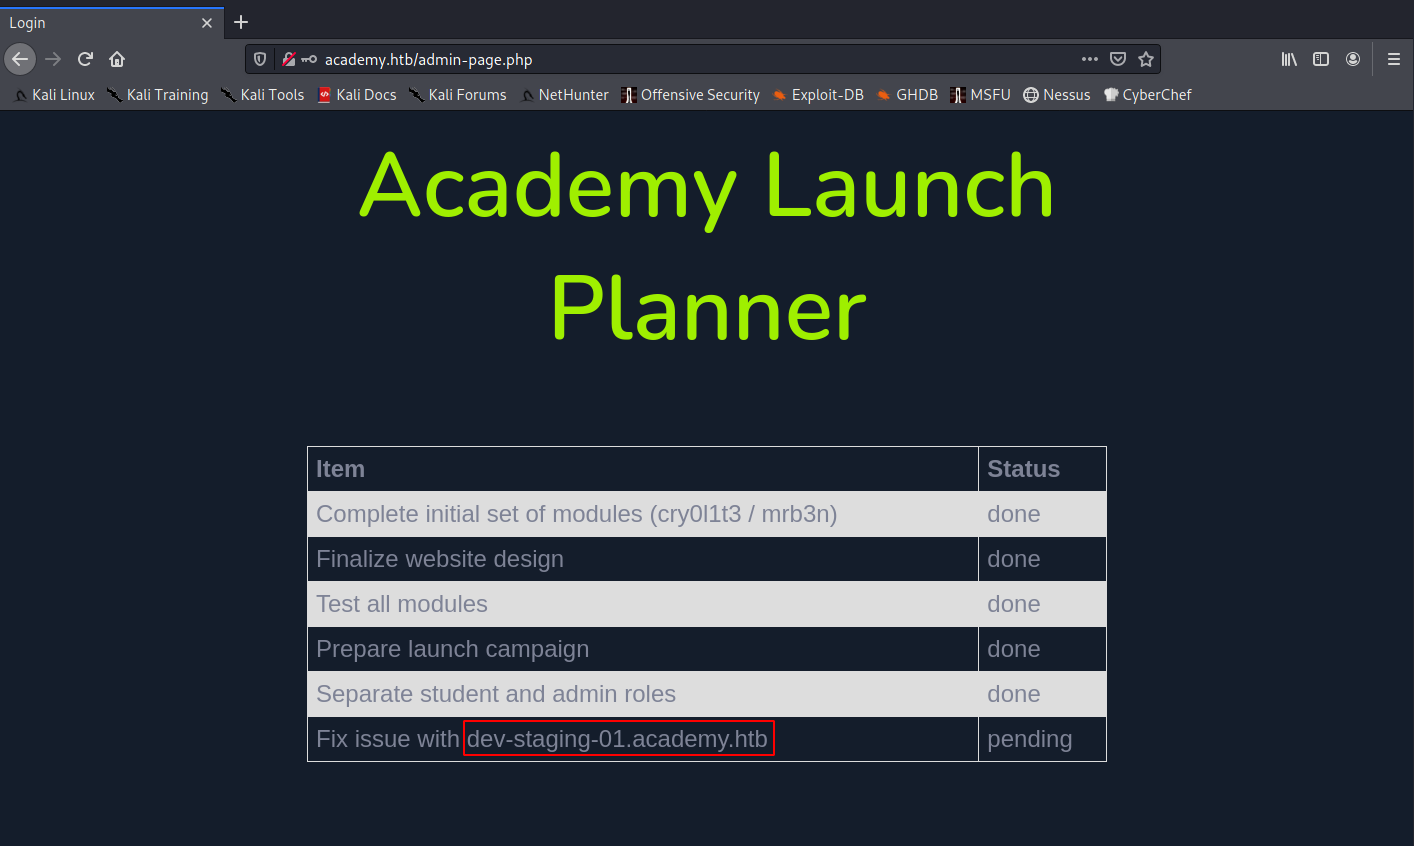 Login
academy.htb/admin-page.php
Kali Linux Kali Training Kali Tools Kali Docs Kali Forums NetHunter Offensive Security Exploit-DB GHDB MSFU Nessus CyberChef
Academy Launch
Planner
Item Status
Complete initial set of modules (cry0l1t3 / mrb3n) done
Finalize website design done
Test all modules done
Prepare launch campaign done
Separate student and admin roles done
Fix issue with dev-staging-01.academy.htb pending